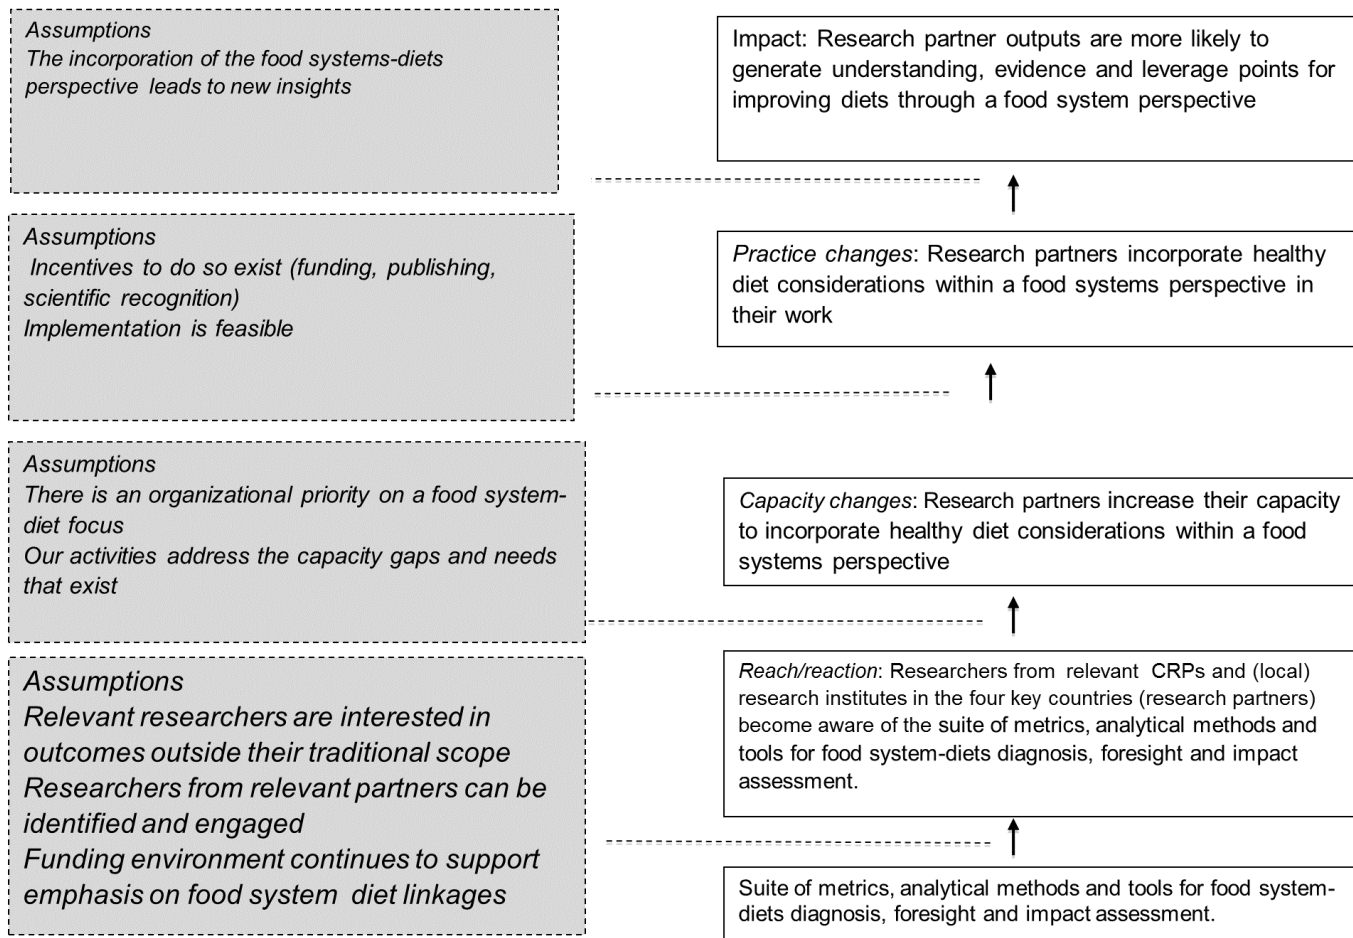 Assumptions
The incorporation of the food systems-diets
perspective leads to new insights
Impact: Research partner outputs are more likely to
generate understanding, evidence and leverage points for
improving diets through a food system perspective
Assumptions
Incentives to do so exist (funding, publishing,
scientific recognition)
Implementation is feasible
Practice changes: Research partners incorporate healthy
diet considerations within a food systems perspective in
their work
Assumptions
There is an organizational priority on a food system-
diet focus
Our activities address the capacity gaps and needs
that exist
Capacity changes: Research partners increase their capacity
to incorporate healthy diet considerations within a food
systems perspective
Assumptions
Relevant researchers are interested in
outcomes outside their traditional scope
Researchers from relevant partners can be
identified and engaged
Funding environment continues to support
emphasis on food system diet linkages
Reach/reaction: Researchers from relevant CRPs and (local)
research institutes in the four key countries (research partners)
become aware of the suite of metrics, analytical methods and
tools for food system-diets diagnosis, foresight and impact
assessment.
Suite of metrics, analytical methods and tools for food system-
diets diagnosis, foresight and impact assessment.